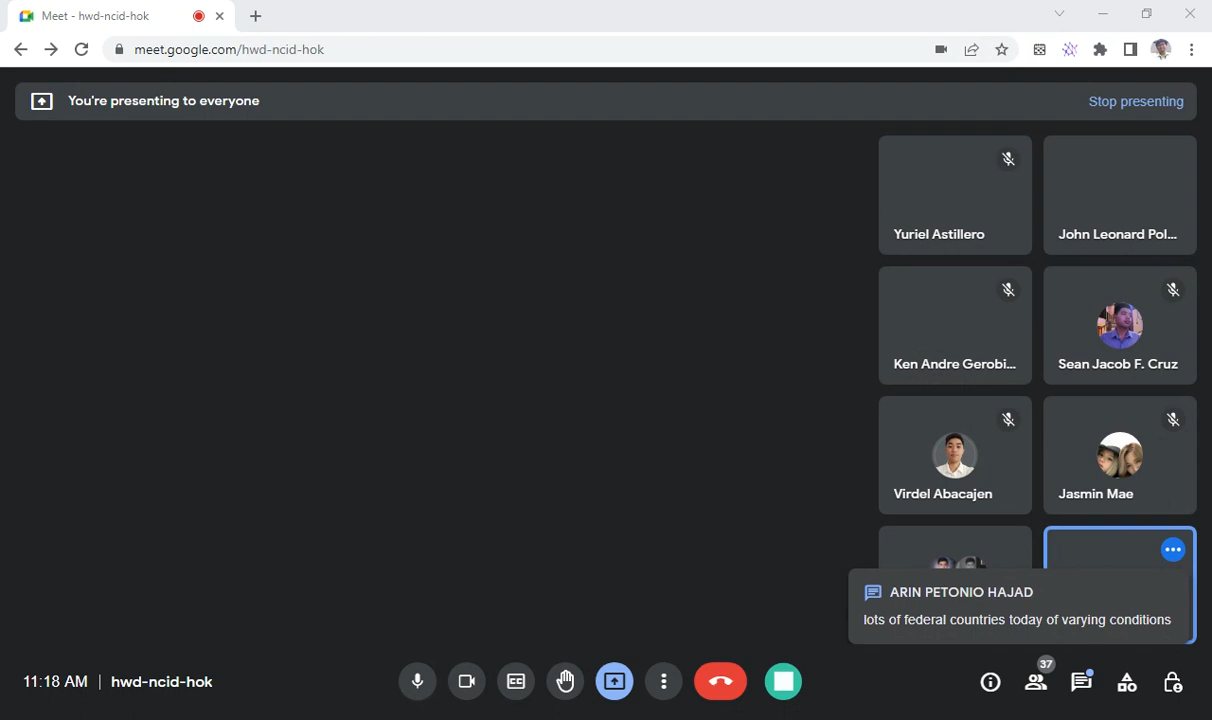 Meet - hwd-ncid-hok
meet.google.com/hwd-ncid-hok
You're presenting to everyone
Stop presenting
Yuriel Astillero
John Leonard Pol...
Ken Andre Gerobi...
Sean Jacob F. Cruz
Virdel Abacajen
Jasmin Mae
ARIN PETONIO HAJAD
lots of federal countries today of varying conditions
11:18 AM | hwd-ncid-hok
CC
37